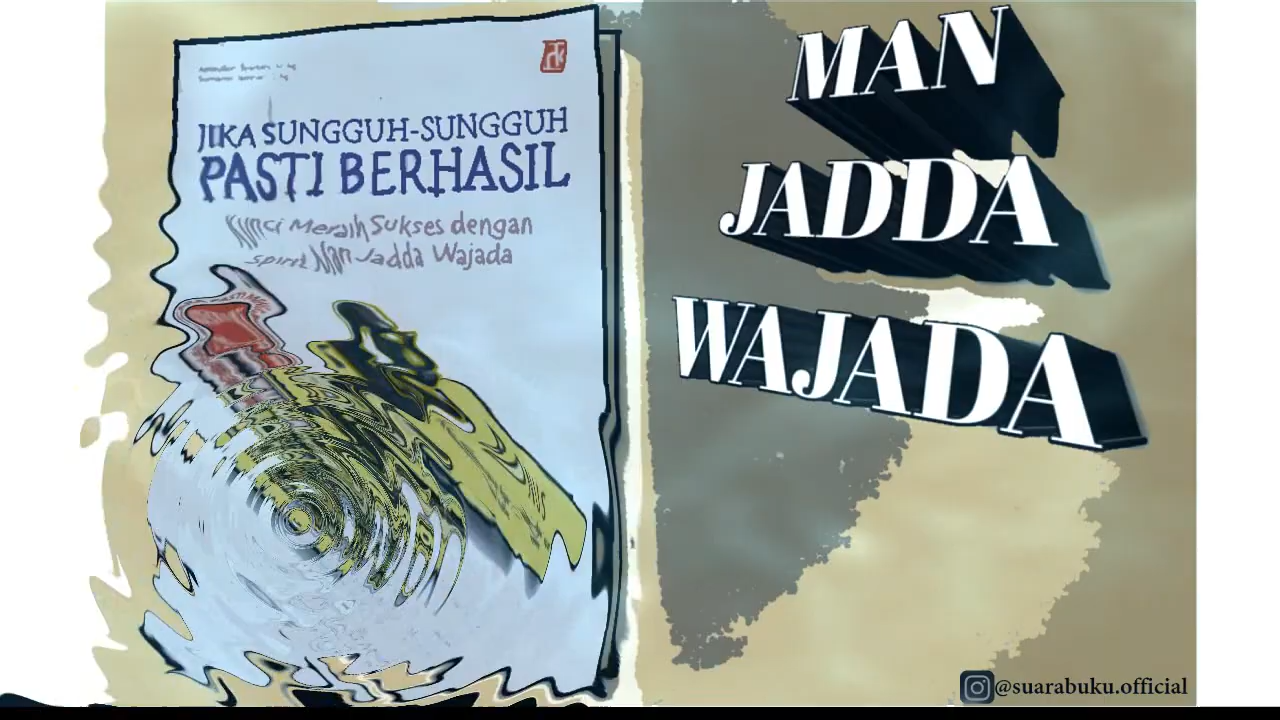 JIKA SUNGGUH-SUNGGUH
PASTI BERHASIL
Kunci Meraih Sukses dengan
spirit Man Jadda Wajada
MAN
JADDA
WAJADA
@suarabuku.official